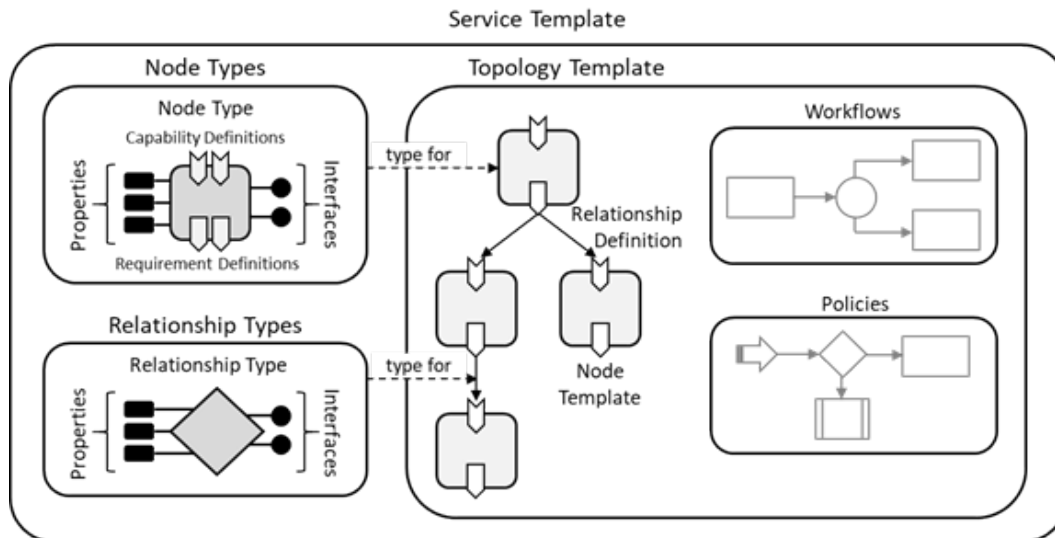 Service Template
Node Types
Node Type
Capability Definitions
Properties
Interfaces
Requirement Definitions
type for
Relationship Types
Relationship Type
Properties
Interfaces
type for
Topology Template
Relationship
Definition
Node
Template
Workflows
Policies